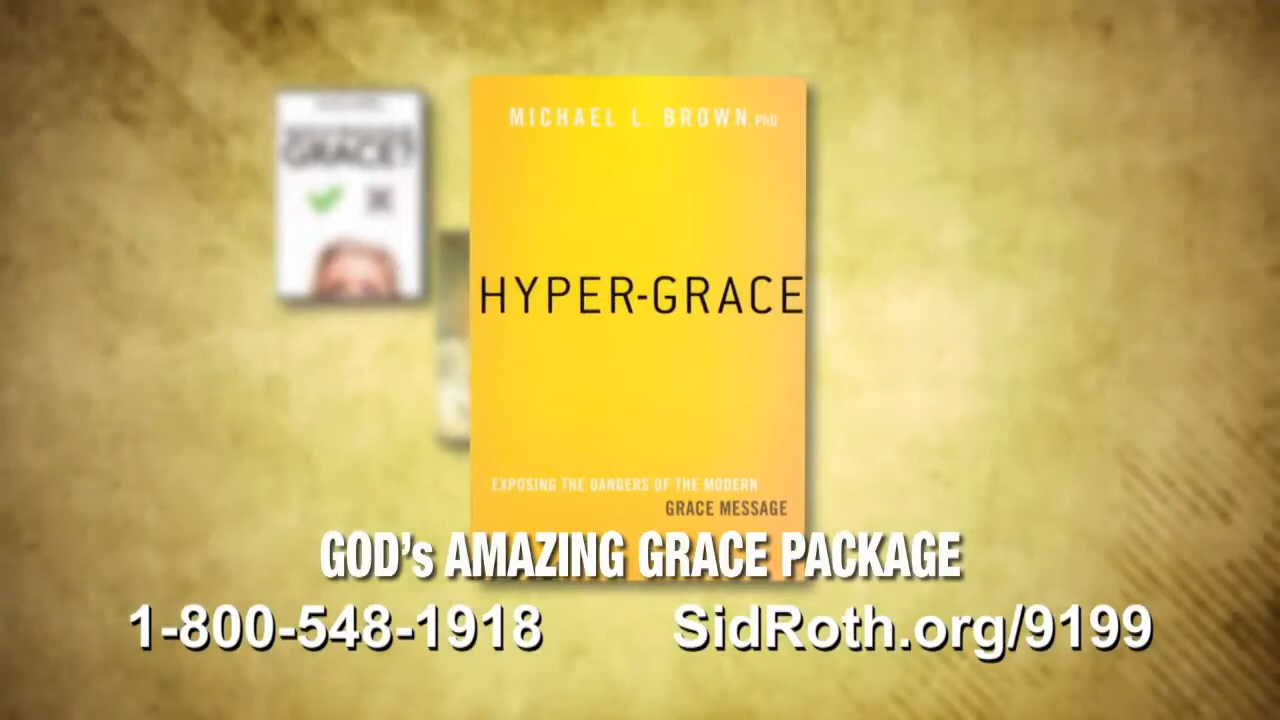 MICHAEL L. BROWN, PhD
GRACE?
HYPER-GRACE
EXPOSING THE DANGERS OF THE MODERN
GRACE MESSAGE
GOD's AMAZING GRACE PACKAGE
1-800-548-1918
SidRoth.org/9199